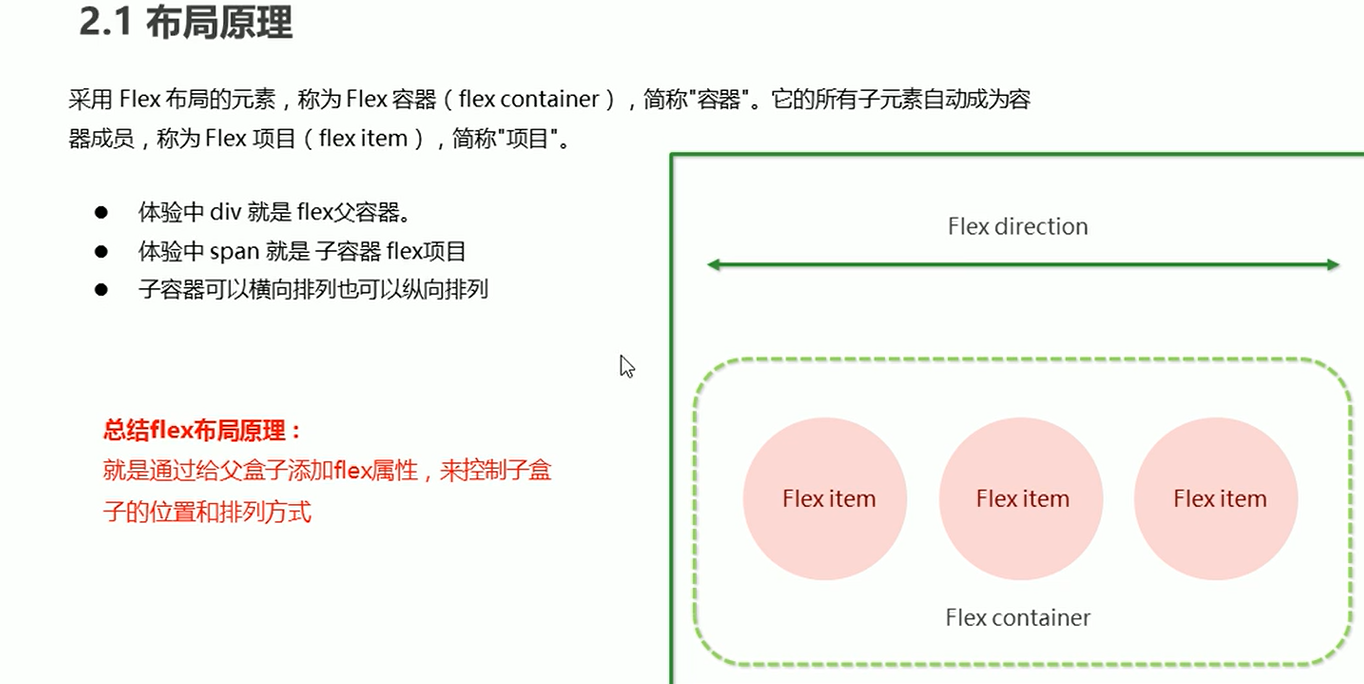 2.1 布局原理
采用 Flex 布局的元素，称为 Flex 容器（flex container），简称"容器"。它的所有子元素自动成为容
器成员，称为 Flex 项目（flex item），简称"项目"。
● 体验中 div 就是 flex父容器。
● 体验中 span 就是 子容器 flex项目
● 子容器可以横向排列也可以纵向排列
总结flex布局原理：
就是通过给父盒子添加flex属性，来控制子盒
子的位置和排列方式
Flex direction
Flex item
Flex item
Flex item
Flex container